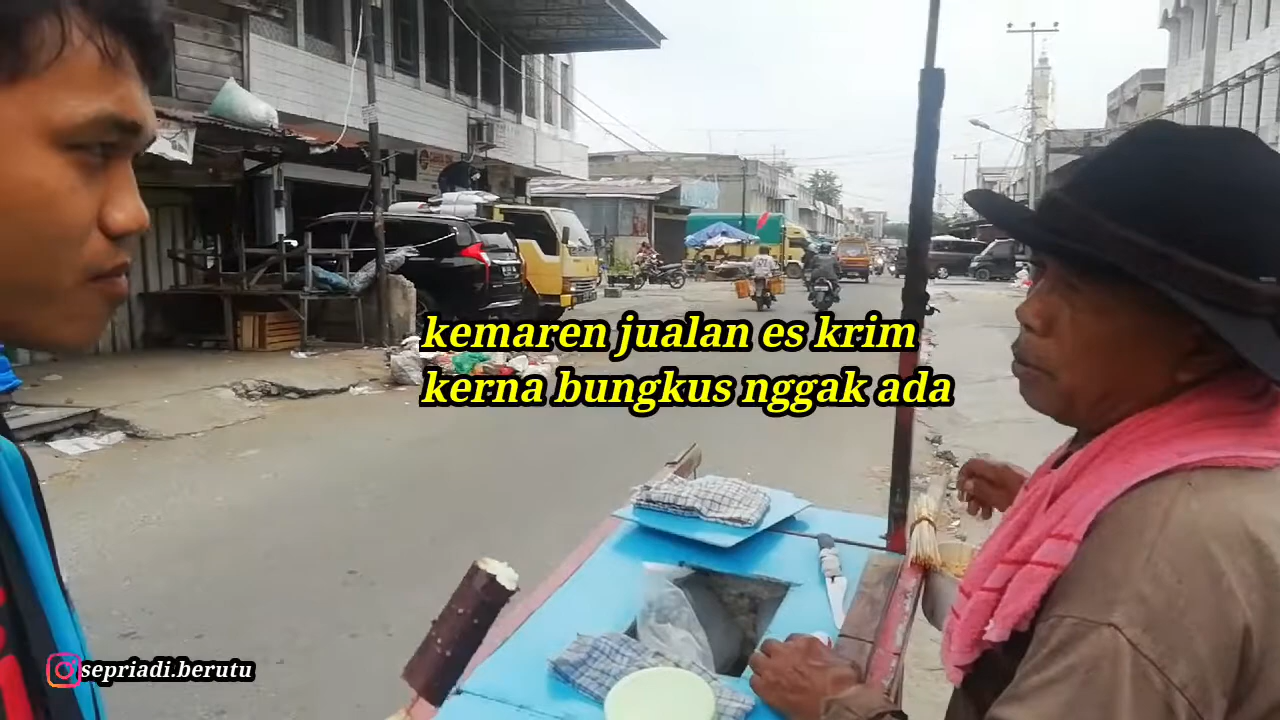 kemaren jualan es krim
kerna bungkus nggak ada
sepriadi.berutu